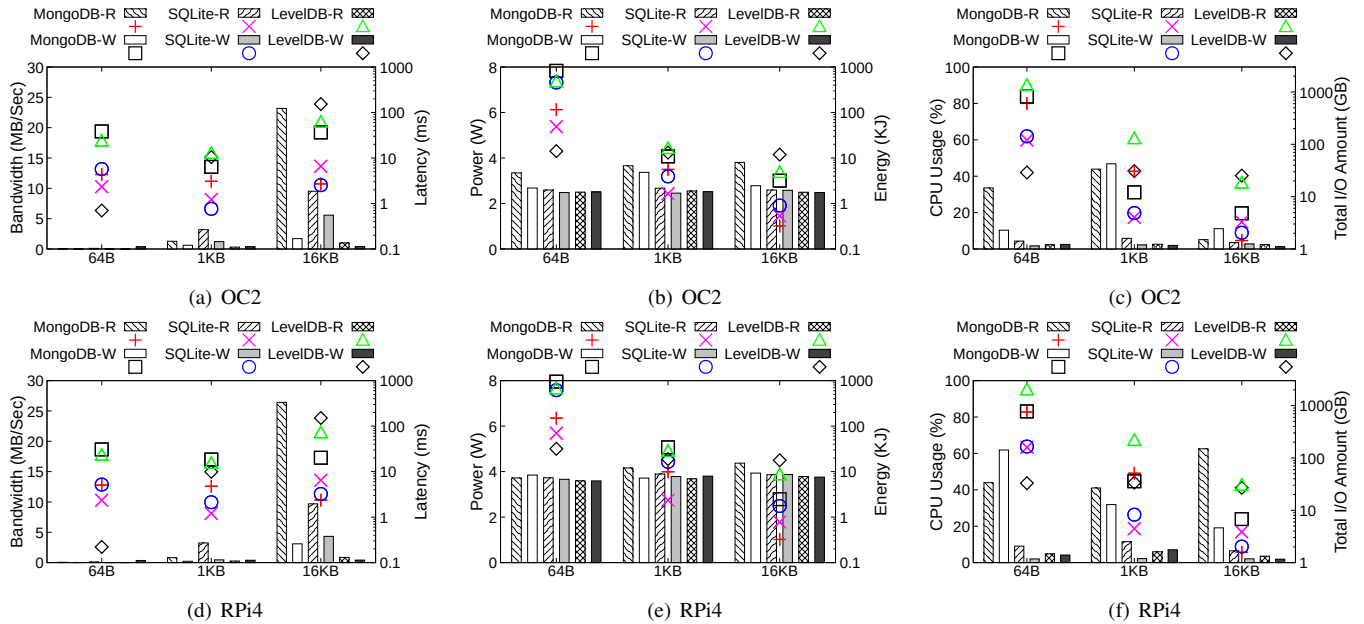 MongoDB-R SQLite-R LevelDB-R
MongoDB-W SQLite-W LevelDB-W
Bandwidth (MB/Sec)
30
25
20
15
10
5
0
64B 1KB 16KB
1000
100
10
1
0.1
Latency (ms)
(a) OC2
MongoDB-R SQLite-R LevelDB-R
MongoDB-W SQLite-W LevelDB-W
Power (W)
8
6
4
2
0
64B 1KB 16KB
1000
100
10
1
0.1
Energy (KJ)
(b) OC2
MongoDB-R SQLite-R LevelDB-R
MongoDB-W SQLite-W LevelDB-W
CPU Usage (%)
100
80
60
40
20
0
64B 1KB 16KB
1000
100
10
1
Total I/O Amount (GB)
(c) OC2
MongoDB-R SQLite-R LevelDB-R
MongoDB-W SQLite-W LevelDB-W
Bandwidth (MB/Sec)
30
25
20
15
10
5
0
64B 1KB 16KB
1000
100
10
1
0.1
Latency (ms)
(d) RPi4
MongoDB-R SQLite-R LevelDB-R
MongoDB-W SQLite-W LevelDB-W
Power (W)
8
6
4
2
0
64B 1KB 16KB
1000
100
10
1
0.1
Energy (KJ)
(e) RPi4
MongoDB-R SQLite-R LevelDB-R
MongoDB-W SQLite-W LevelDB-W
CPU Usage (%)
100
80
60
40
20
0
64B 1KB 16KB
1000
100
10
1
Total I/O Amount (GB)
(f) RPi4